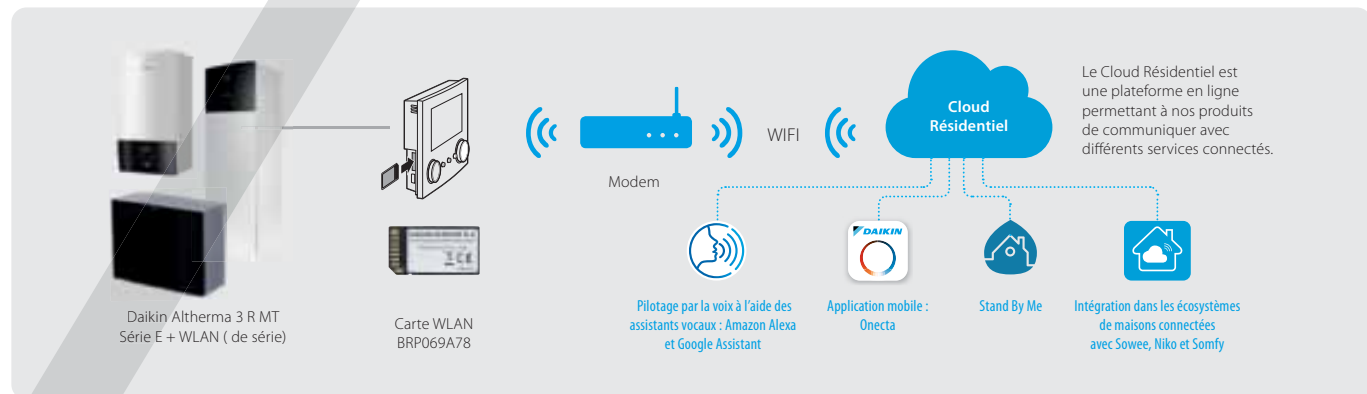 Le Cloud Résidentiel est
une plateforme en ligne
permettant à nos produits
de communiquer avec
différents services connectés.
Cloud
Résidentiel
WIFI
Modem
DAIKIN
Daikin Altherma 3 R MT
Série E + WLAN ( de série)
Carte WLAN
BRP069A78
Pilotage par la voix à l'aide des
assistants vocaux : Amazon Alexa
et Google Assistant
Application mobile :
Onecta
Stand By Me
Intégration dans les écosystèmes
de maisons connectées
avec Sowee, Niko et Somfy